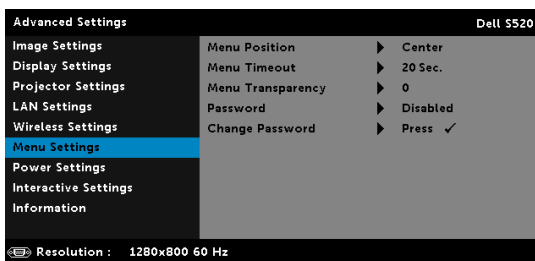 Advanced Settings Dell S520
Image Settings
Display Settings
Projector Settings
LAN Settings
Wireless Settings
Menu Settings
Power Settings
Interactive Settings
Information
Menu Position Center
Menu Timeout 20 Sec.
Menu Transparency 0
Password Disabled
Change Password Press ✓
Resolution : 1280x800 60 Hz